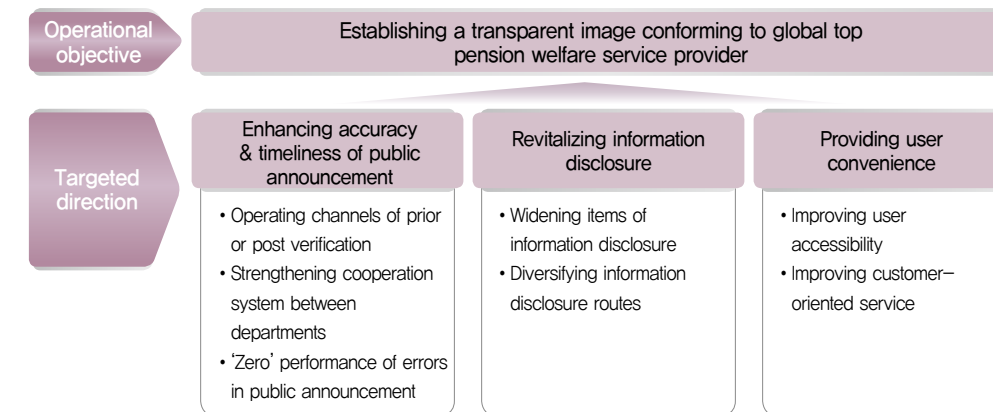 Operational
objective
Establishing a transparent image conforming to global top
pension welfare service provider
Targeted
direction
Enhancing accuracy
& timeliness of public
announcement
• Operating channels of prior
or post verification
• Strengthening cooperation
system between
departments
• ‘Zero’ performance of errors
in public announcement
Revitalizing information
disclosure
• Widening items of
information disclosure
• Diversifying information
disclosure routes
Providing user
convenience
• Improving user
accessibility
• Improving customer-
oriented service